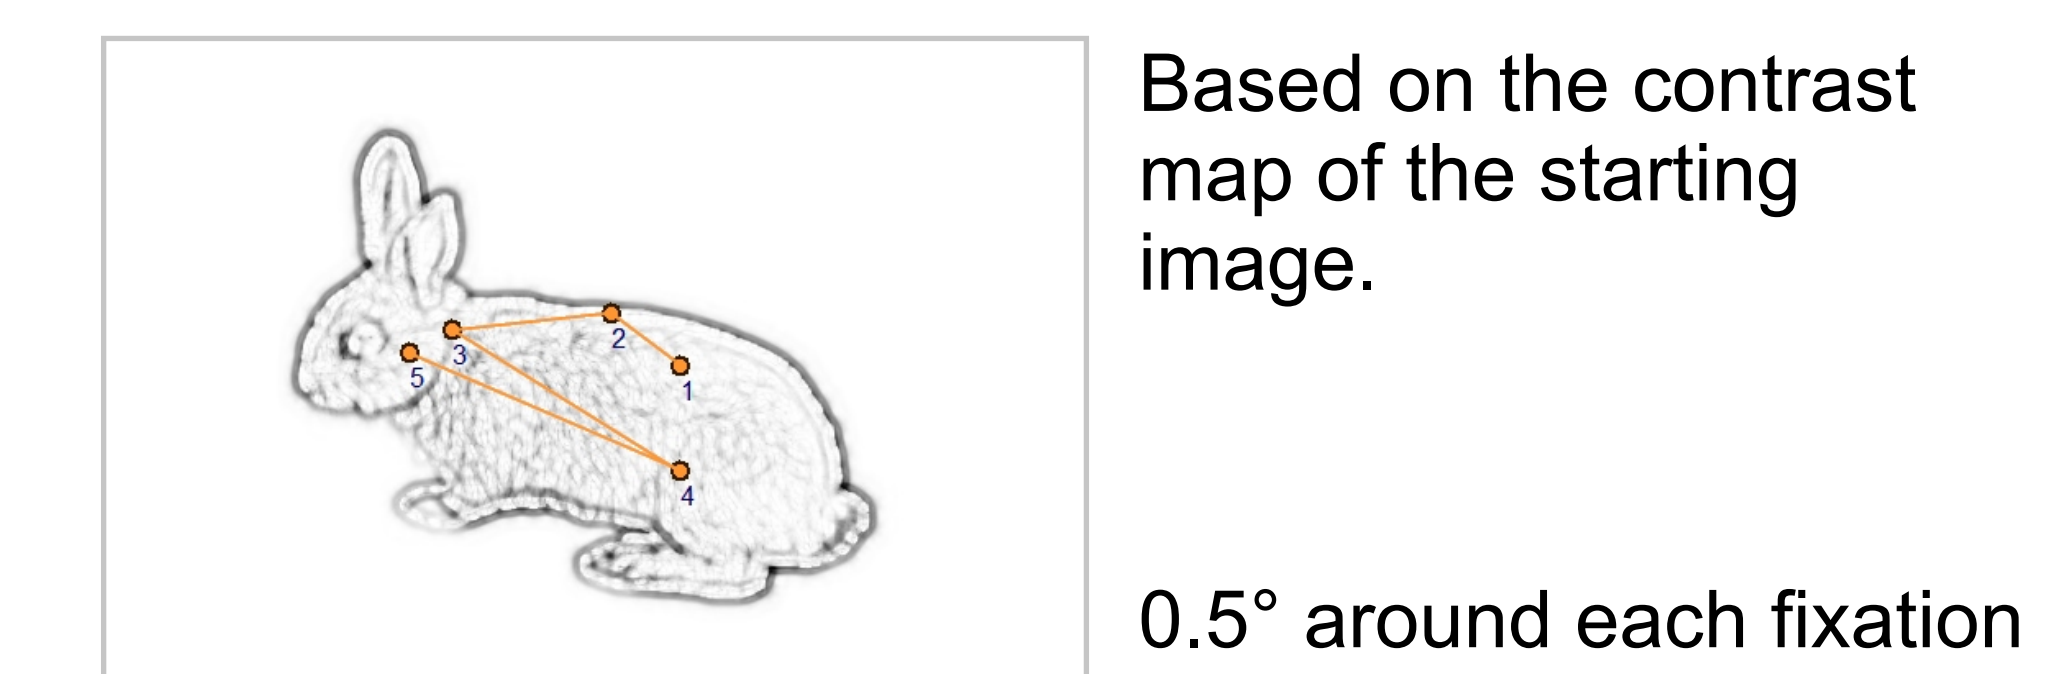 Based on the contrast
map of the starting
image.
2
3
5
1
4
0.5° around each fixation